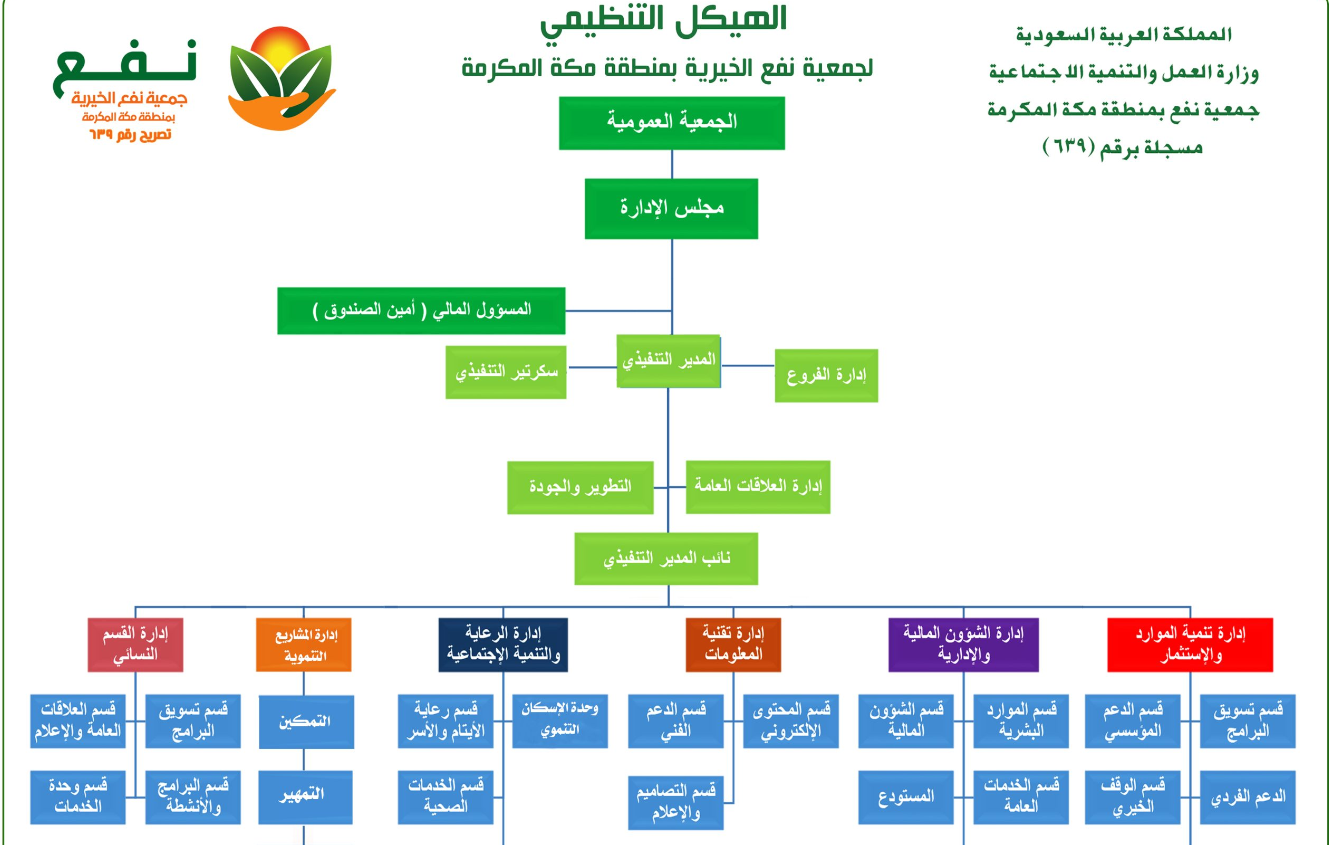 المملكة العربية السعودية
وزارة العمل والتنمية الاجتماعية
جمعية نفع بمنطقة مكة المكرمة
مسجلة برقم (٦٣٩)
الهيكل التنظيمي
لجمعية نفع الخيرية بمنطقة مكة المكرمة
نفع
جمعية نفع الخيرية
بمنطقة مكة المكرمة
تصريح رقم ٦٣٩
الجمعية العمومية
مجلس الإدارة
المسؤول المالي ( أمين الصندوق )
المدير التنفيذي
إدارة الفروع
سكرتير التنفيذي
إدارة العلاقات العامة
التطوير والجودة
نائب المدير التنفيذي
إدارة تنمية الموارد
والإستثمار
قسم تسويق
البرامج
قسم الدعم
المؤسسي
الدعم الفردي
قسم الوقف
الخيري
إدارة الشؤون المالية
والإدارية
قسم الموارد
البشرية
قسم الشؤون
المالية
قسم الخدمات
العامة
المستودع
إدارة تقنية
المعلومات
قسم المحتوى
الإلكتروني
قسم الدعم
الفني
قسم التصاميم
والإعلام
إدارة الرعاية
والتنمية الإجتماعية
وحدة الإسكان
التنموي
قسم رعاية
الأيتام والأسر
قسم الخدمات
الصحية
إدارة المشاريع
التنموية
التمكين
التمهير
إدارة القسم
النسائي
قسم تسويق
البرامج
قسم العلاقات
العامة والإعلام
قسم البرامج
والأنشطة
قسم وحدة
الخدمات